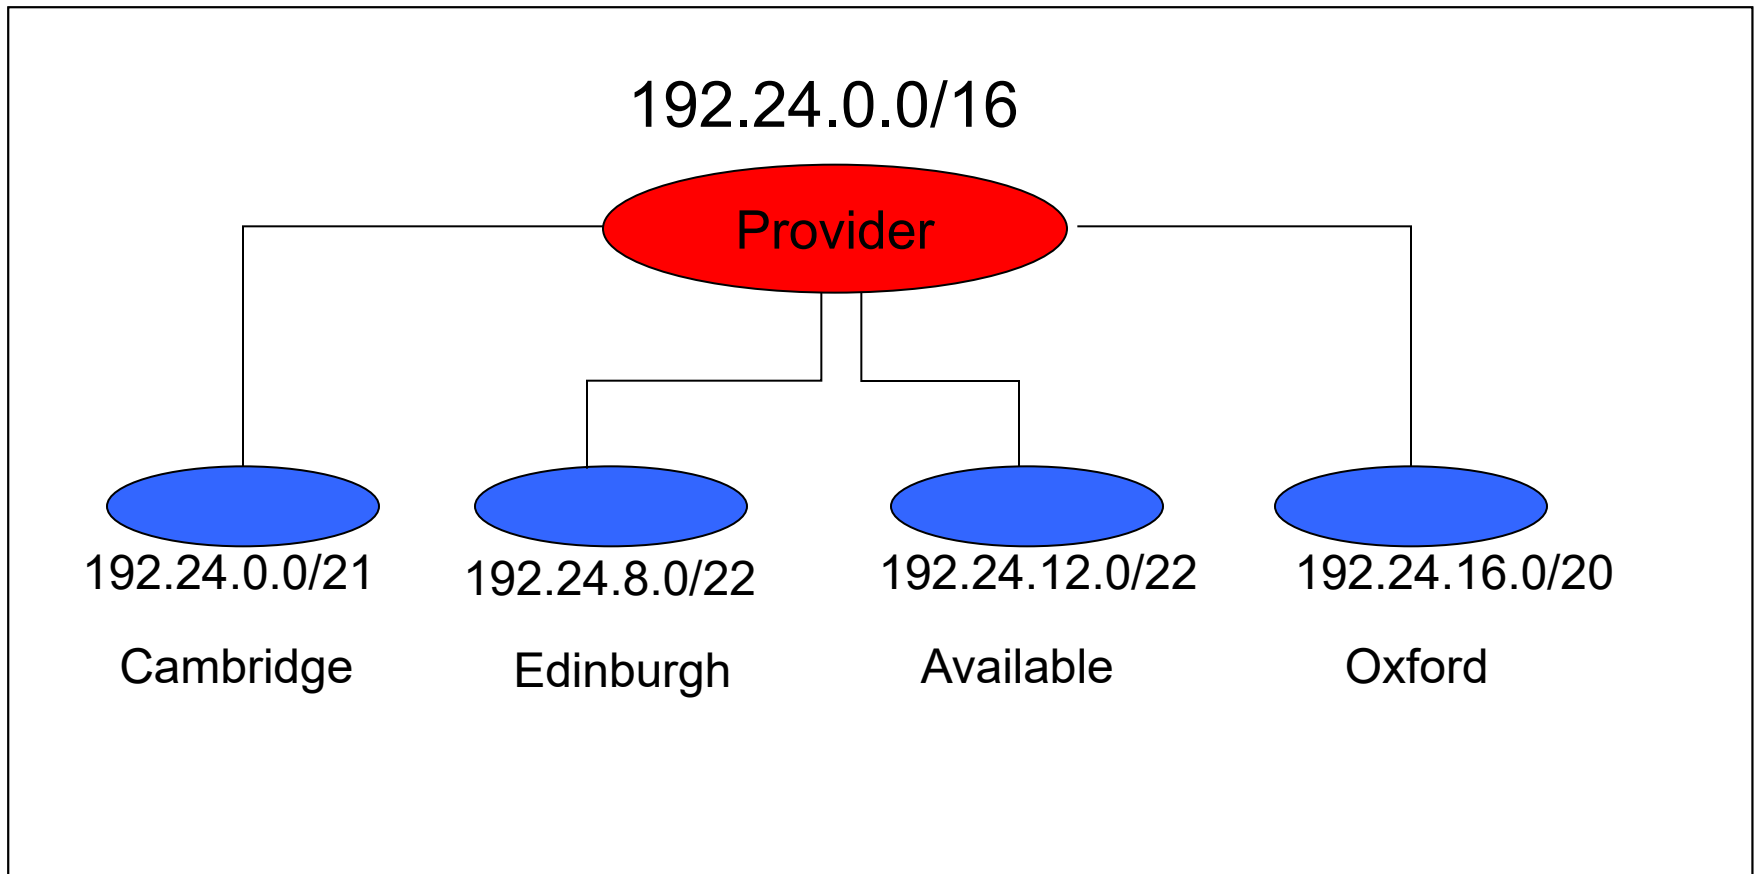 192.24.0.0/16
Provider
192.24.0.0/21
192.24.8.0/22
192.24.12.0/22
192.24.16.0/20
Cambridge
Edinburgh
Available
Oxford